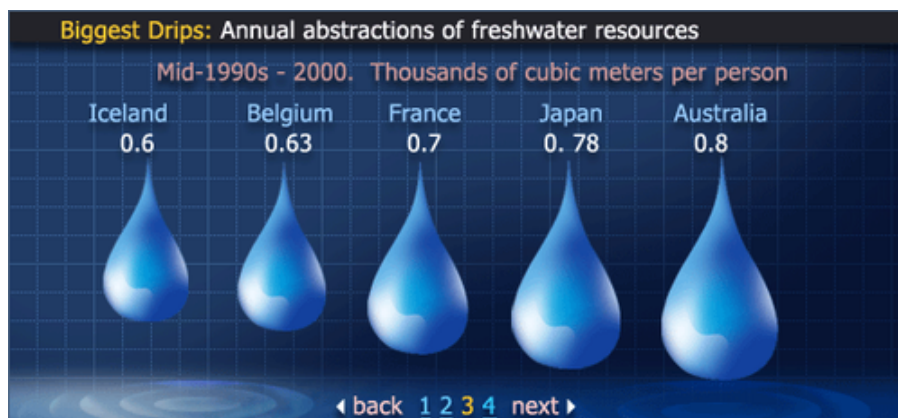 Biggest Drips: Annual abstractions of freshwater resources
Mid-1990s - 2000. Thousands of cubic meters per person
Iceland Belgium France Japan Australia
0.6 0.63 0.7 0. 78 0.8
back 1 2 3 4 next